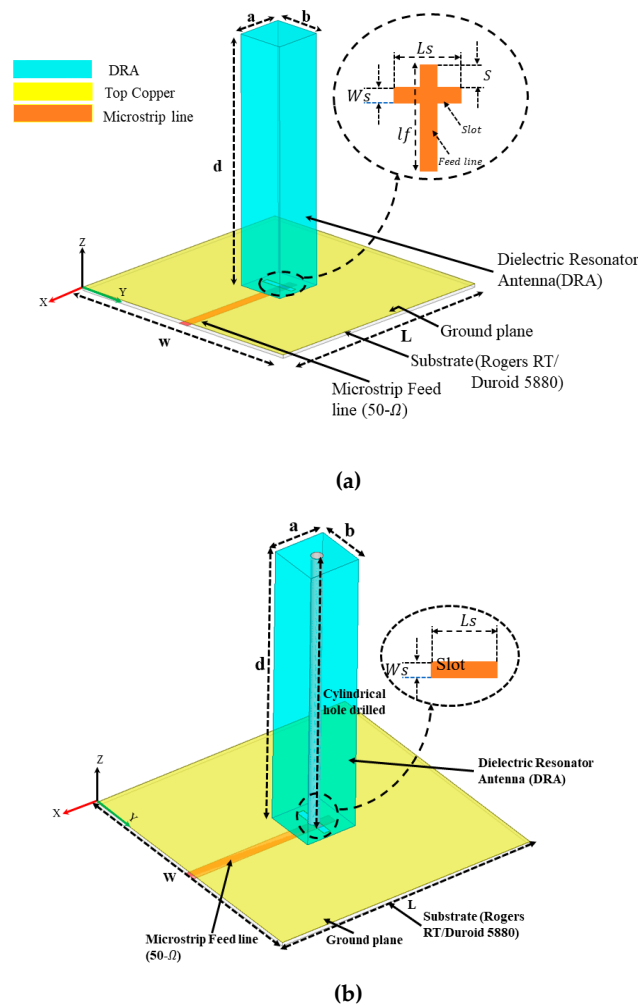 a
b
DRA
Top Copper
Microstrip line
Ls
S
Ws
Slot
lf
Feed line
d
Z
X
Y
Dielectric Resonator
Antenna(DRA)
Ground plane
L
w
Substrate(Rogers RT/
Duroid 5880)
Microstrip Feed
line (50-Ω)
(a)
a
b
Ls
Ws
Slot
d
Cylindrical
hole drilled
Z
X
Y
Dielectric Resonator
Antenna (DRA)
W
L
Microstrip Feed line
(50-Ω)
Ground plane
Substrate (Rogers
RT/Duroid 5880)
(b)